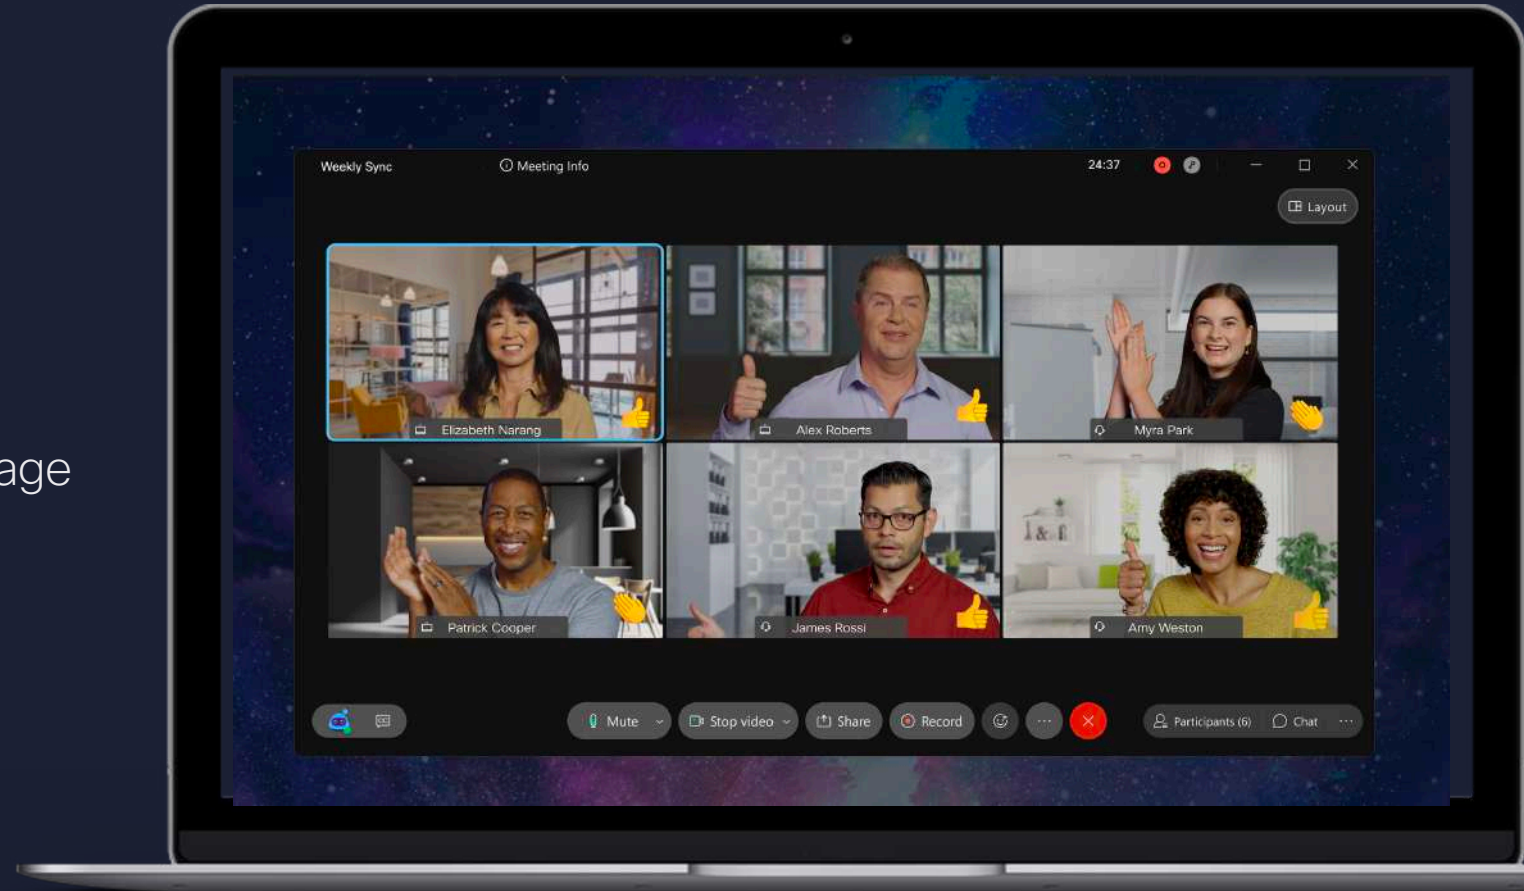 age
Weekly Sync
Meeting Info
24:37
Layout
Elizabeth Narang
Alex Roberts
Myra Park
Patrick Cooper
James Rossi
Amy Weston
Mute
Stop video
Share
Record
Participants (6)
Chat